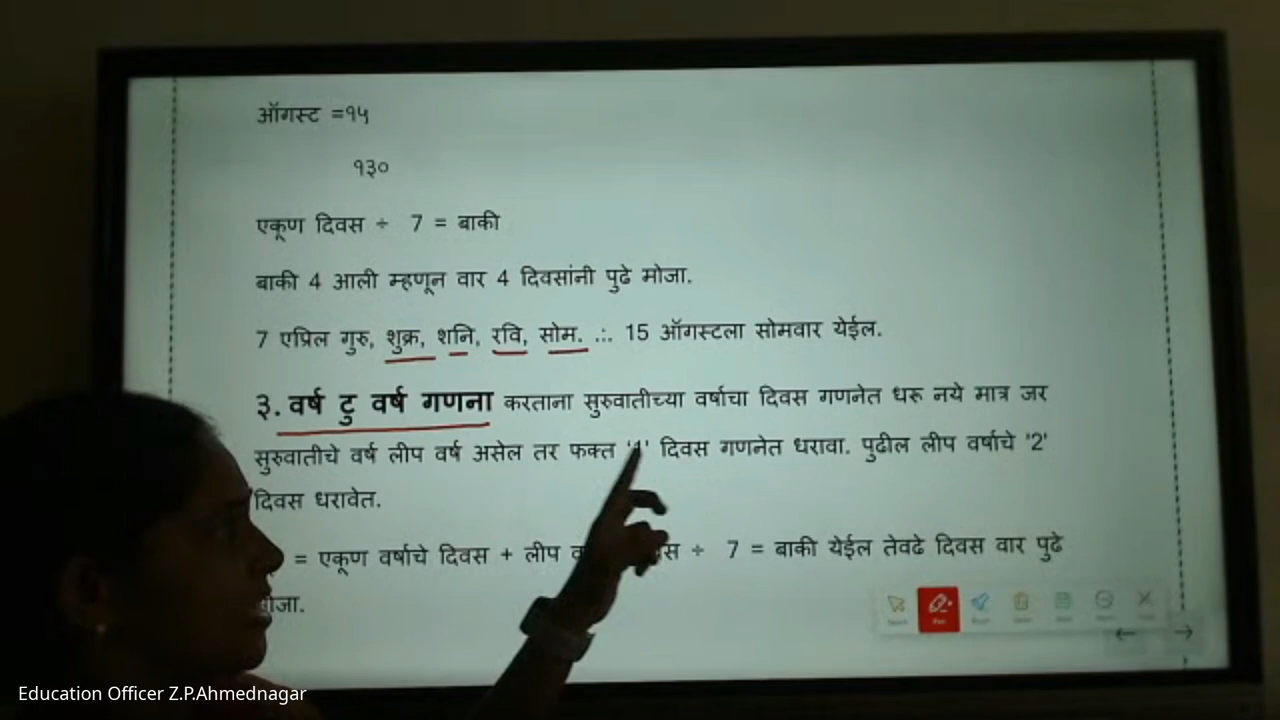 ऑगस्ट =१५
१३०
एकूण दिवस ÷ 7 = बाकी
बाकी 4 आली म्हणून वार 4 दिवसांनी पुढे मोजा.
7 एप्रिल गुरु, शुक्र, शनि, रवि, सोम. .:. 15 ऑगस्टला सोमवार येईल.
३. वर्ष टु वर्ष गणना करताना सुरुवातीच्या वर्षाचा दिवस गणनेत धरू नये मात्र जर
सुरुवातीचे वर्ष लीप वर्ष असेल तर फक्त '1' दिवस गणनेत धरावा. पुढील लीप वर्षाचे '2'
दिवस धरावेत.
= एकूण वर्षाचे दिवस + लीप ÷ 7 = बाकी येईल तेवढे दिवस वार पुढे
मोजा.
Education Officer Z.P.Ahmednagar